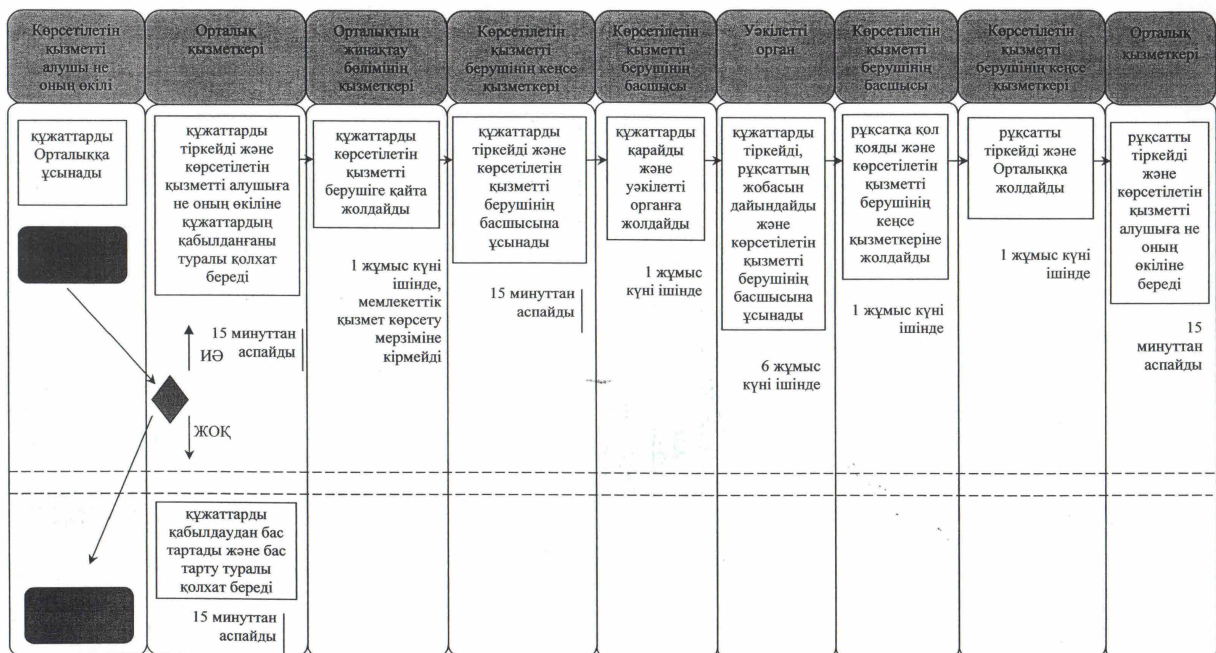 Көрсетілетін
қызметті
алушы не
оның өкілі
Орталық
қызметкері
Орталықтың
жинақтау
бөлімінің
қызметкері
Көрсетілетін
қызметті
берушінің кеңсе
қызметкері
Көрсетілетін
қызметті
берушінің
басшысы
Уәкілетті
орган
Көрсетілетін
қызметті
берушінің
басшысы
Көрсетілетін
қызметті
берушінің кеңсе
қызметкері
Орталық
қызметкері
құжаттарды
Орталыққа
ұсынады
құжаттарды
тіркейді және
көрсетілетін
қызметті алушыға
не оның өкіліне
құжаттардың
қабылданғаны
туралы қолхат
береді
15 минуттан
аспайды
ИӘ
ЖОҚ
құжаттарды
қабылдаудан бас
тартады және бас
тарту туралы
қолхат береді
15 минуттан
аспайды
құжаттарды
көрсетілетін
қызметті
берушіге қайта
жолдайды
1 жұмыс күні
ішінде,
мемлекеттік
қызмет көрсету
мерзіміне
кірмейді
құжаттарды
тіркейді және
көрсетілетін
қызметті
берушінің
басшысына
ұсынады
15 минуттан
аспайды
құжаттарды
қарайды
және
уәкілетті
органға
жолдайды
1 жұмыс
күні ішінде
құжаттарды
тіркейді,
рұқсаттың
жобасын
дайындайды
және
көрсетілетін
қызметті
берушінің
басшысына
ұсынады
6 жұмыс
күні ішінде
рұқсатқа қол
қояды және
көрсетілетін
қызметті
берушінің
кеңсе
қызметкеріне
жолдайды
1 жұмыс күні
ішінде
рұқсатты
тіркейді және
Орталыққа
жолдайды
1 жұмыс күні
ішінде
рұқсатты
тіркейді
және
көрсетілетін
қызметті
алушыға не
оның
өкіліне
береді
15
минуттан
аспайды